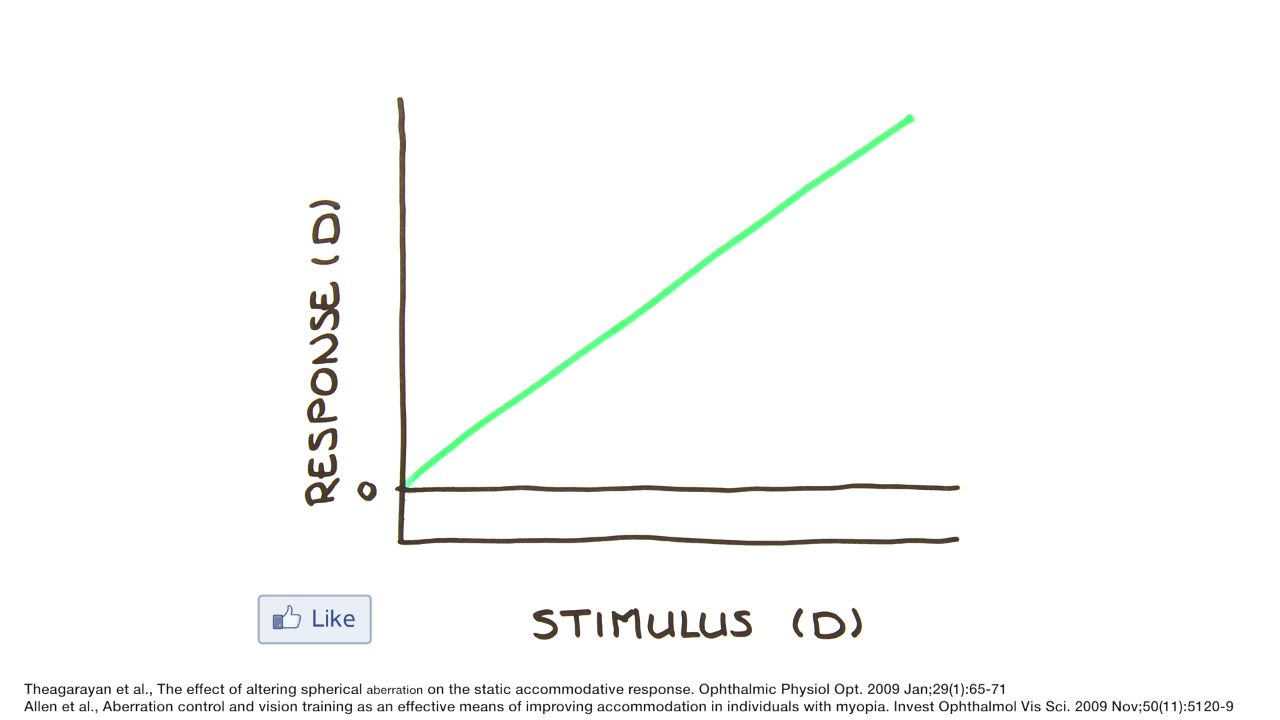 RESPONSE (D)
0
Like
STIMULUS (D)
Theagarayan et al., The effect of altering spherical aberration on the static accommodative response. Ophthalmic Physiol Opt. 2009 Jan;29(1):65-71
Allen et al., Aberration control and vision training as an effective means of improving accommodation in individuals with myopia. Invest Ophthalmol Vis Sci. 2009 Nov;50(11):5120-9